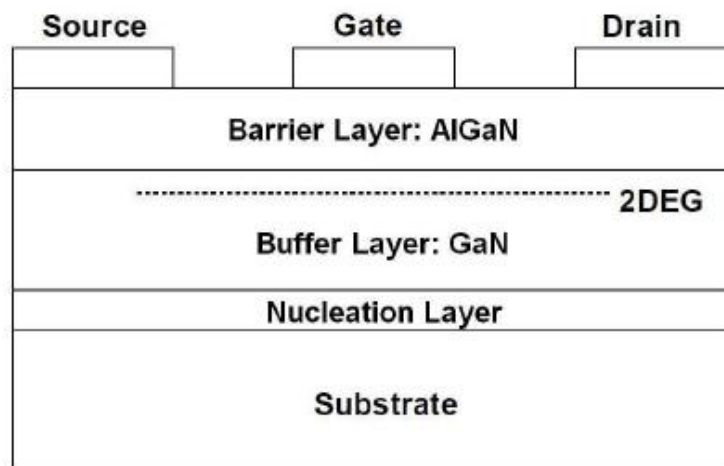 Source Gate Drain
Barrier Layer: AlGaN
2DEG
Buffer Layer: GaN
Nucleation Layer
Substrate